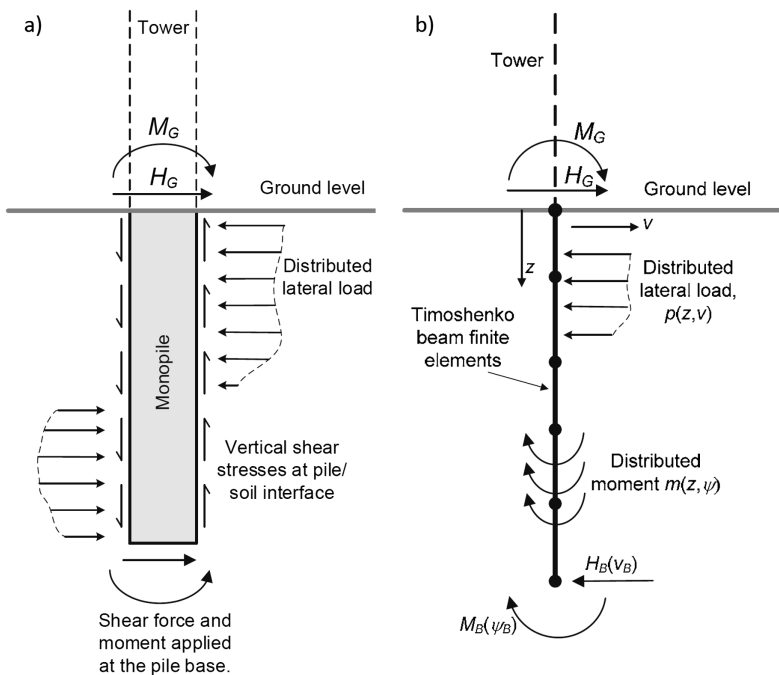 a)
Tower
M_G
H_G
Ground level
Distributed
lateral load
Monopile
Vertical shear
stresses at pile/
soil interface
Shear force and
moment applied
at the pile base.
b)
Tower
M_G
H_G
Ground level
v
z
Distributed
lateral load,
p(z,v)
Timoshenko
beam finite
elements
Distributed
moment m(z,ψ)
H_B(v_B)
M_B(ψ_B)